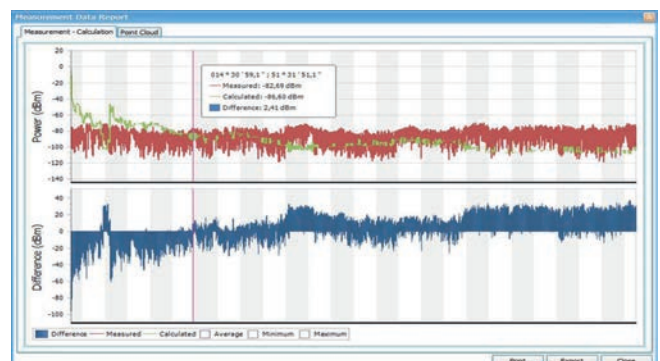 Measurement Data Report
Measurement - Calculation Point Cloud
20
0
-20
-40
-60
-80
-100
-120
-140
Power (dBm)
014 ° 30 ' 59,1 " ; 51 ° 31 ' 51,1 "
Measured: -82,69 dBm
Calculated: -86,60 dBm
Difference: 2,41 dBm
40
20
0
-20
-40
-60
-80
-100
Difference (dBm)
Difference Measured Calculated Average Minimum Maximum
Print Export Close